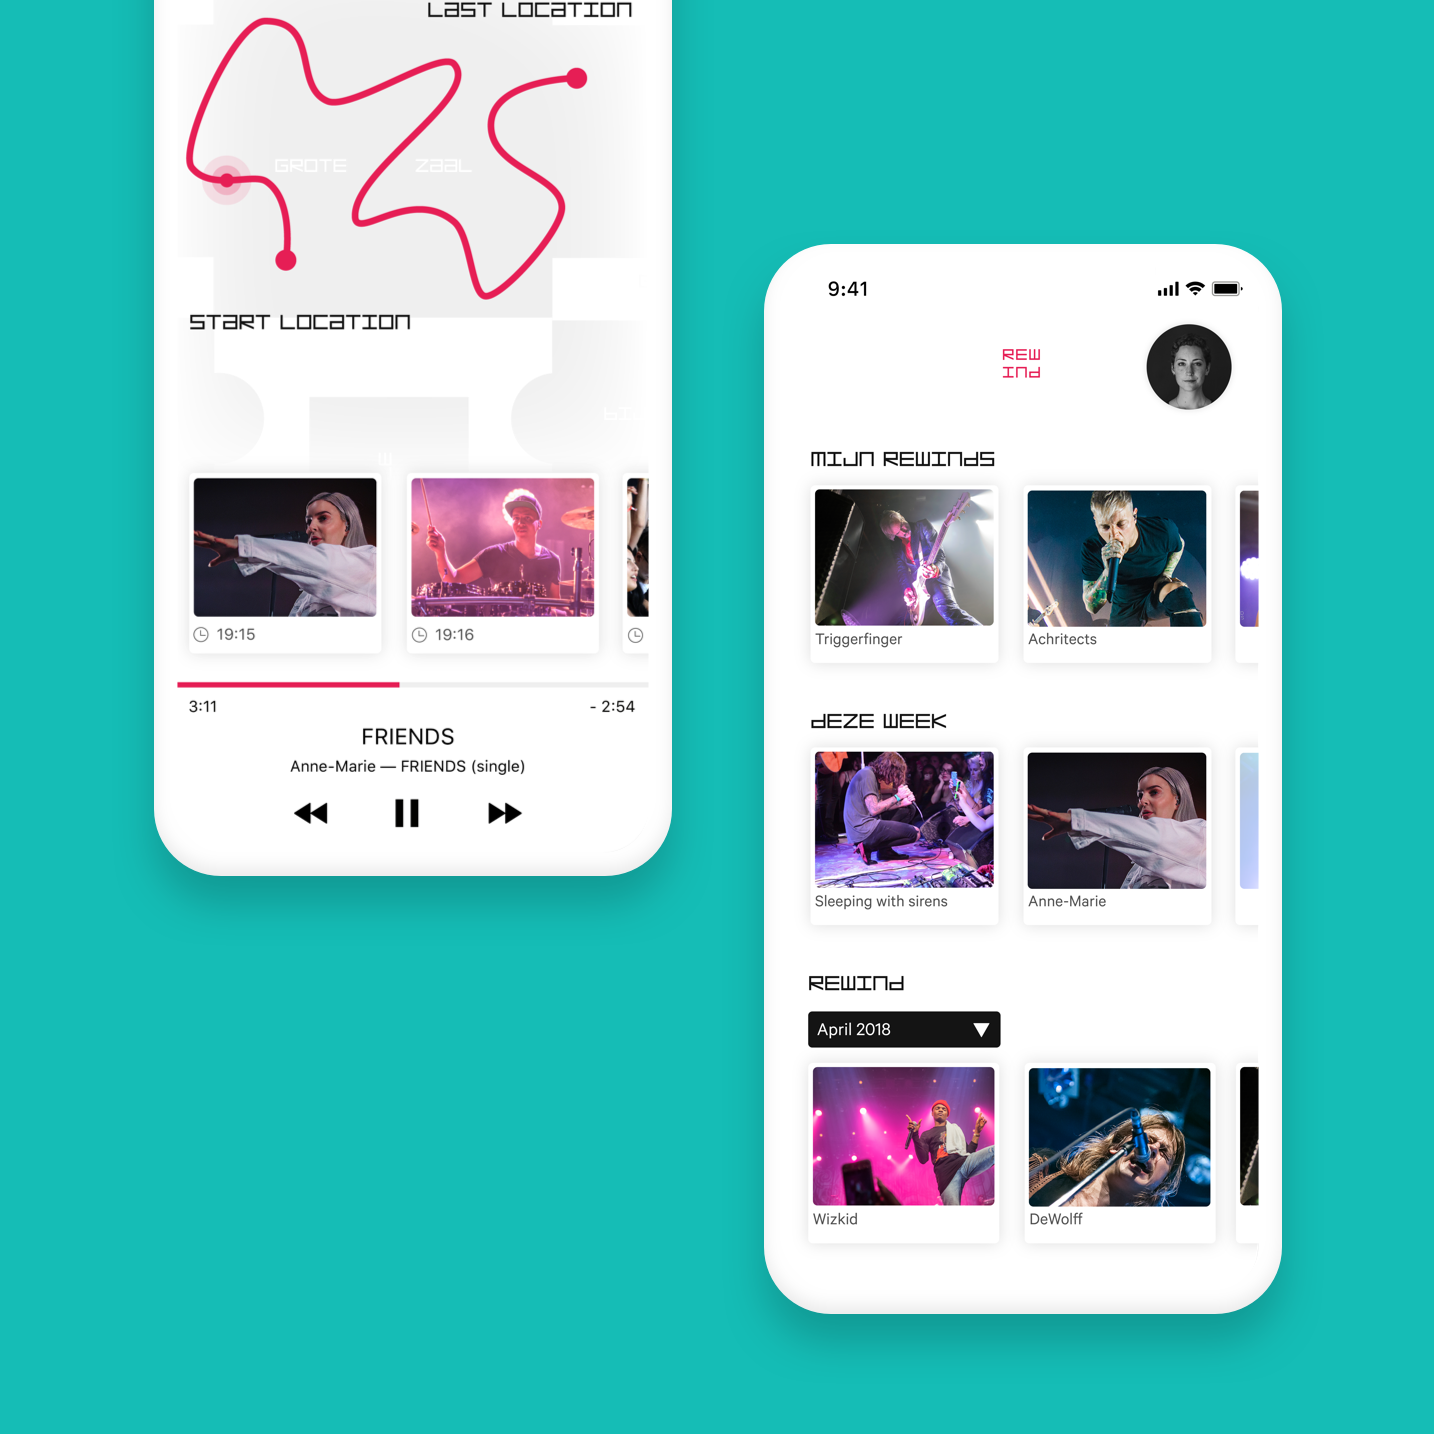 LAST LOCATION
GROTE ZAAL
START LOCATION
19:15
19:16
3:11
- 2:54
FRIENDS
Anne-Marie — FRIENDS (single)
9:41
REW
IND
MIJN REWINDS
Triggerfinger
Achritects
DEZE WEEK
Sleeping with sirens
Anne-Marie
REWIND
April 2018
Wizkid
DeWolff